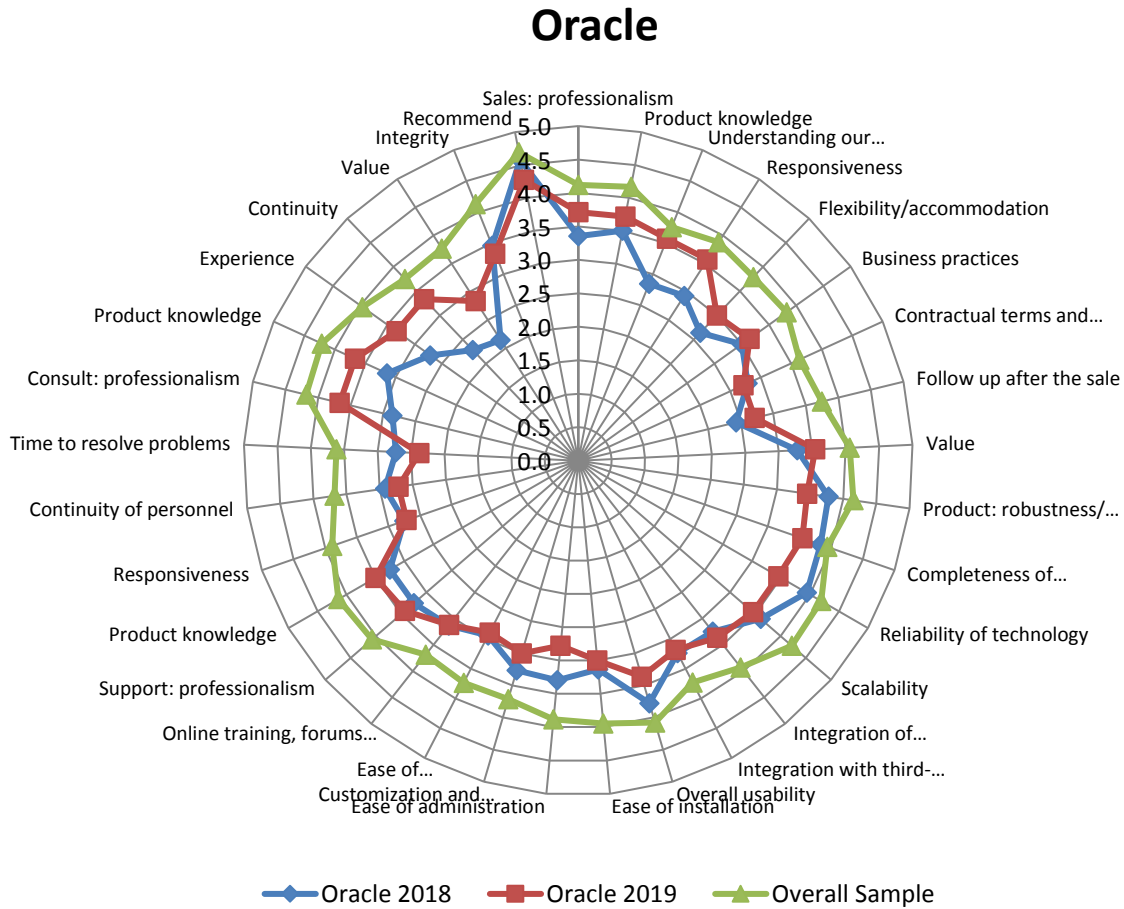 Oracle
Sales: professionalism
Product knowledge
Understanding our...
Responsiveness
Flexibility/accommodation
Business practices
Contractual terms and...
Follow up after the sale
Value
Product: robustness/...
Completeness of...
Reliability of technology
Scalability
Integration of...
Integration with third-...
Overall usability
Ease of installation
Ease of administration
Customization and...
Ease of...
Online training, forums...
Support: professionalism
Product knowledge
Responsiveness
Continuity of personnel
Time to resolve problems
Consult: professionalism
Product knowledge
Experience
Continuity
Value
Integrity
Recommend
5.0
4.5
4.0
3.5
3.0
2.5
2.0
1.5
1.0
0.5
0.0
Oracle 2018 Oracle 2019 Overall Sample